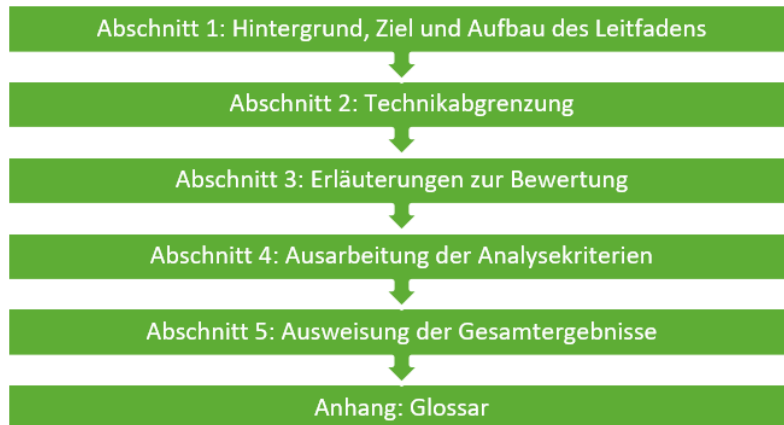 Abschnitt 1: Hintergrund, Ziel und Aufbau des Leitfadens
Abschnitt 2: Technikabgrenzung
Abschnitt 3: Erläuterungen zur Bewertung
Abschnitt 4: Ausarbeitung der Analysekriterien
Abschnitt 5: Ausweisung der Gesamtergebnisse
Anhang: Glossar